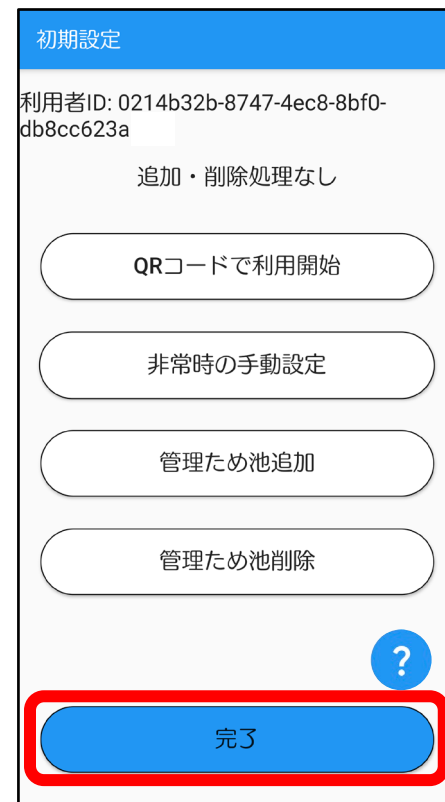 初期設定
利用者ID: 0214b32b-8747-4ec8-8bf0-
db8cc623a
追加・削除処理なし
QRコードで利用開始
非常時の手動設定
管理ため池追加
管理ため池削除
?
完了